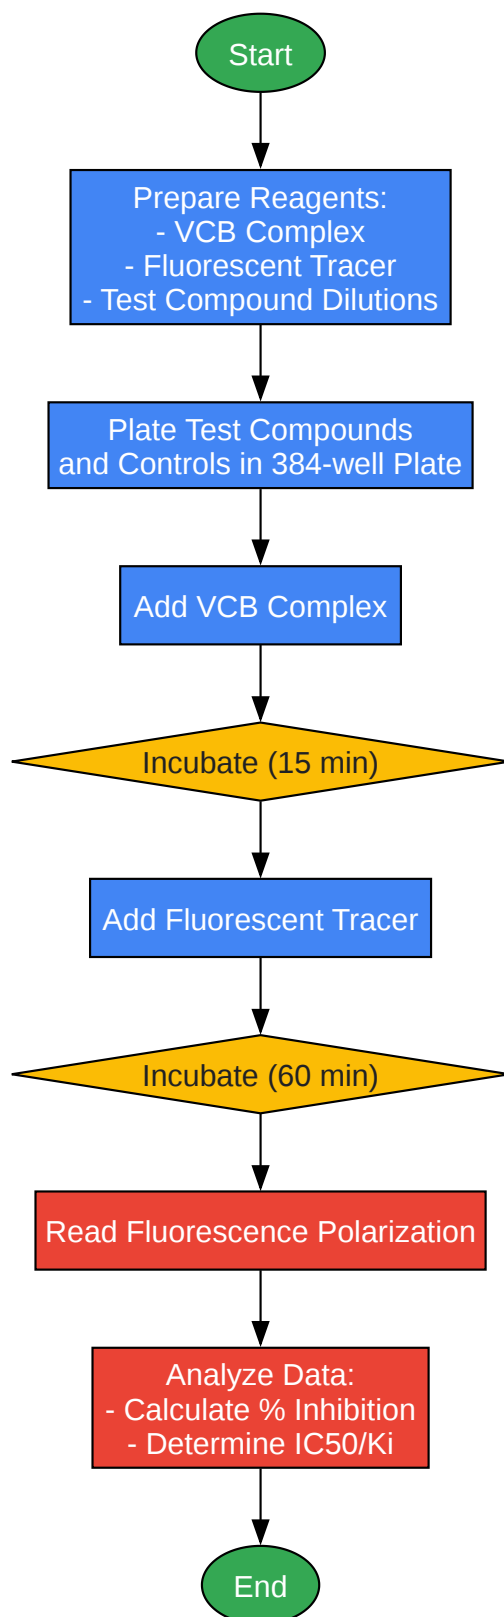 Start
Prepare Reagents:
- VCB Complex
- Fluorescent Tracer
- Test Compound Dilutions
Plate Test Compounds
and Controls in 384-well Plate
Add VCB Complex
Incubate (15 min)
Add Fluorescent Tracer
Incubate (60 min)
Read Fluorescence Polarization
Analyze Data:
- Calculate % Inhibition
- Determine IC50/Ki
End